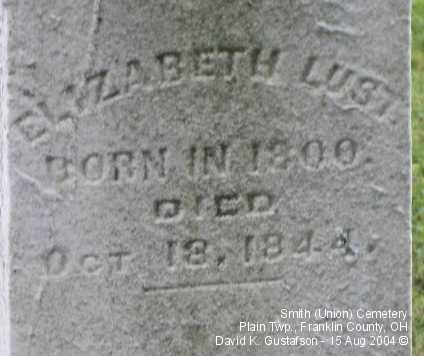 ELIZABETH LUST
BORN IN 1800.
DIED
OCT 18, 1844.
Smith (Union) Cemetery
Plain Twp., Franklin County, OH
David K. Gustafson - 15 Aug 2004 ©